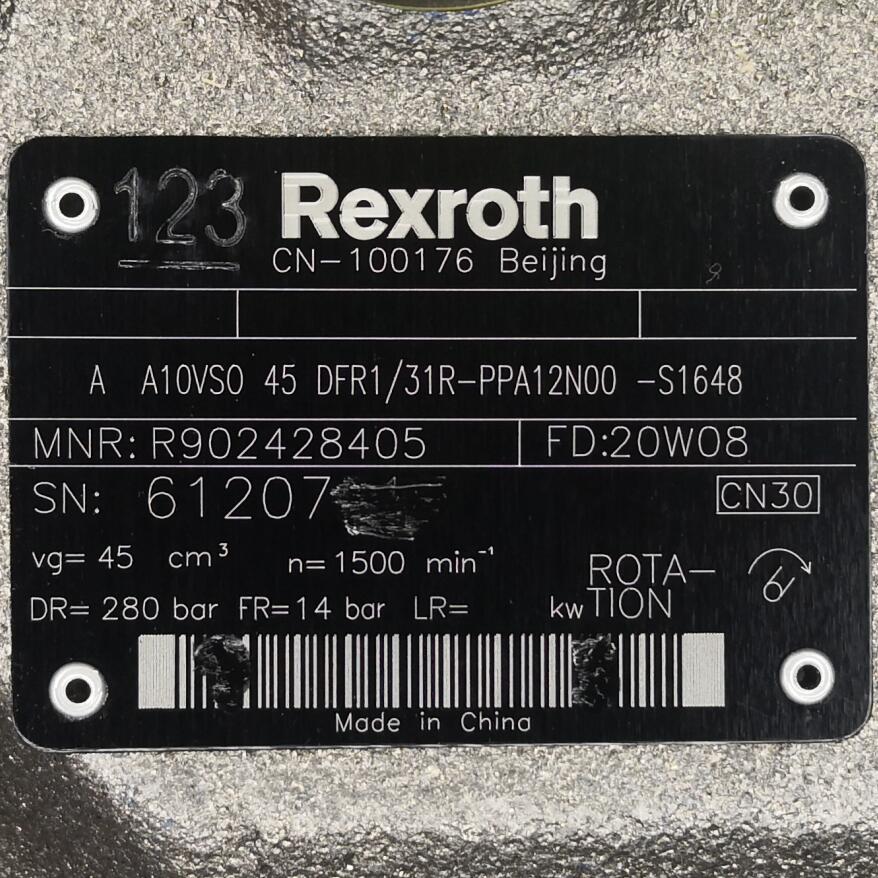 123 Rexroth
CN-100176 Beijing
A A10VSO 45 DFR1/31R-PPA12N00 -S1648
MNR: R902428405 FD:20W08
SN: 61207
CN30
vg= 45 cm³ n= 1500 min⁻¹
DR= 280 bar FR= 14 bar LR= kw
ROTA-
TION
Made in China